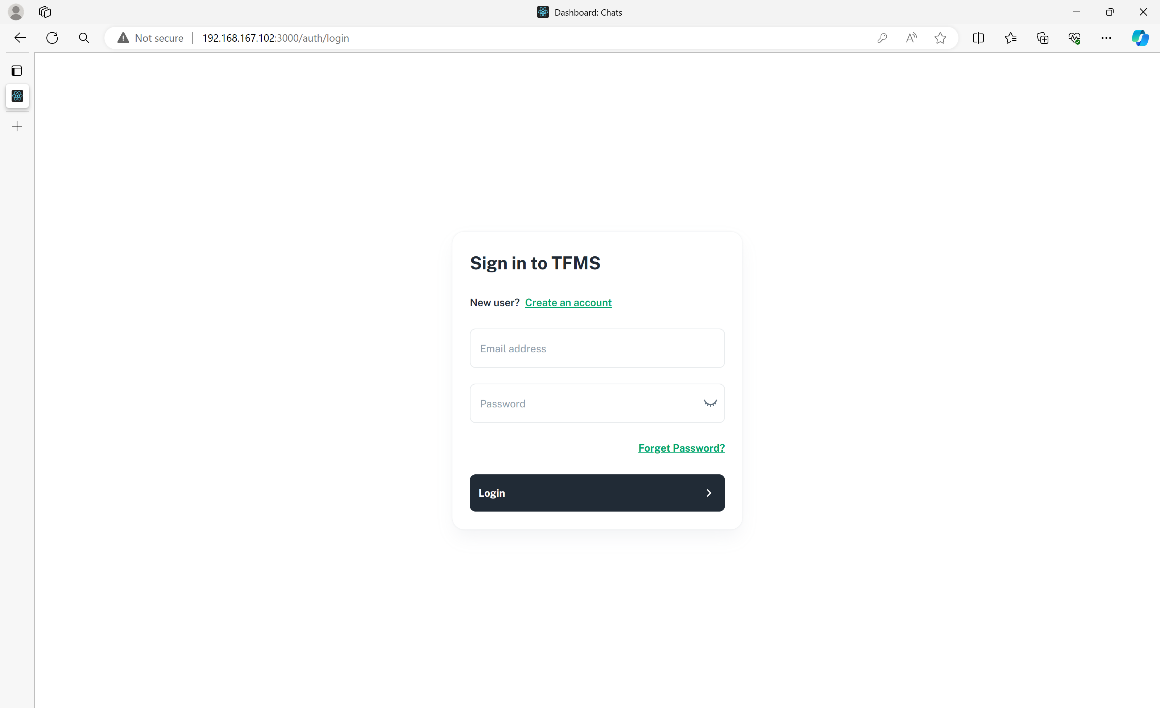 Dashboard: Chats
Not secure
192.168.167.102:3000/auth/login
Sign in to TFMS
New user? Create an account
Email address
Password
Forget Password?
Login